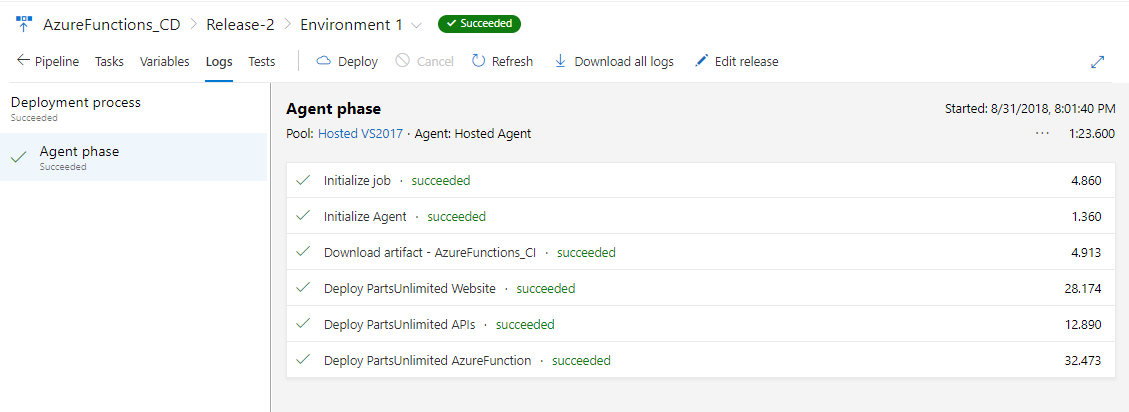 AzureFunctions_CD > Release-2 > Environment 1 Succeeded
Pipeline Tasks Variables Logs Tests Deploy Cancel Refresh Download all logs Edit release
Deployment process
Succeeded
Agent phase
Succeeded
Agent phase Started: 8/31/2018, 8:01:40 PM
Pool: Hosted VS2017 · Agent: Hosted Agent ··· 1:23.600
Initialize job · succeeded 4.860
Initialize Agent · succeeded 1.360
Download artifact - AzureFunctions_CI · succeeded 4.913
Deploy PartsUnlimited Website · succeeded 28.174
Deploy PartsUnlimited APIs · succeeded 12.890
Deploy PartsUnlimited AzureFunction · succeeded 32.473